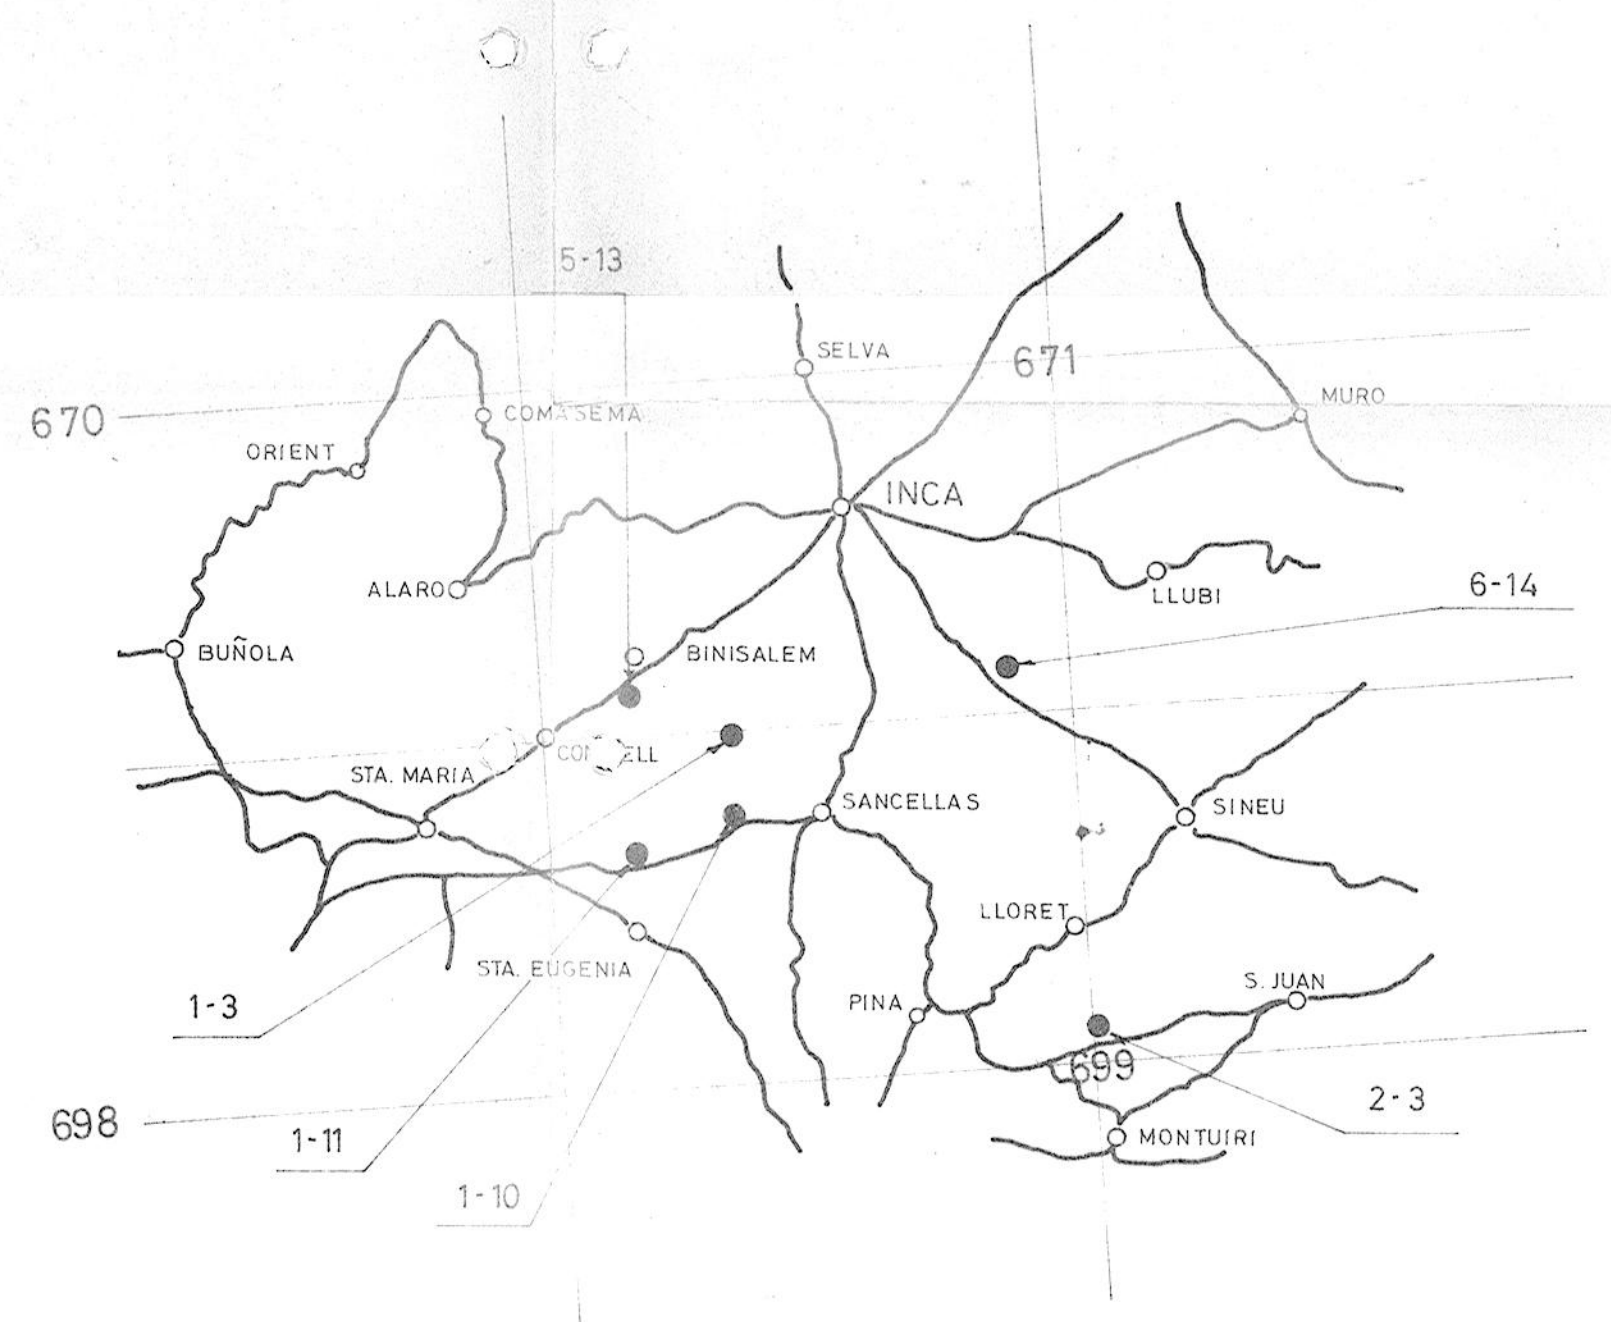 5-13
SELVA
671
MURO
670
COMASEMA
ORIENT
INCA
ALARO
LLUBI
6-14
BUÑOLA
BINISALEM
STA. MARIA
SANCELLAS
SINEU
LLORET
STA. EUGENIA
S. JUAN
PINA
1-3
699
2-3
698
1-11
MONTUIRI
1-10